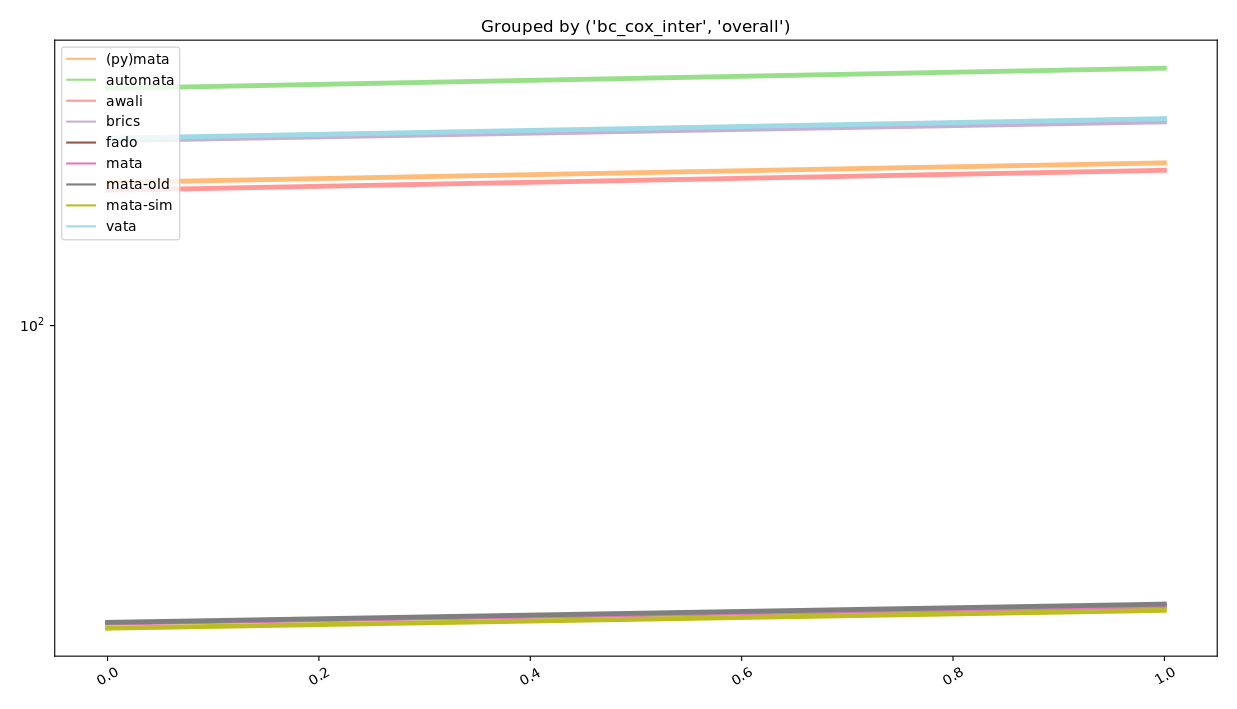 Grouped by ('bc_cox_inter', 'overall')
(py)mata
automata
awali
brics
fado
mata
mata-old
mata-sim
vata
10²
0.0 0.2 0.4 0.6 0.8 1.0